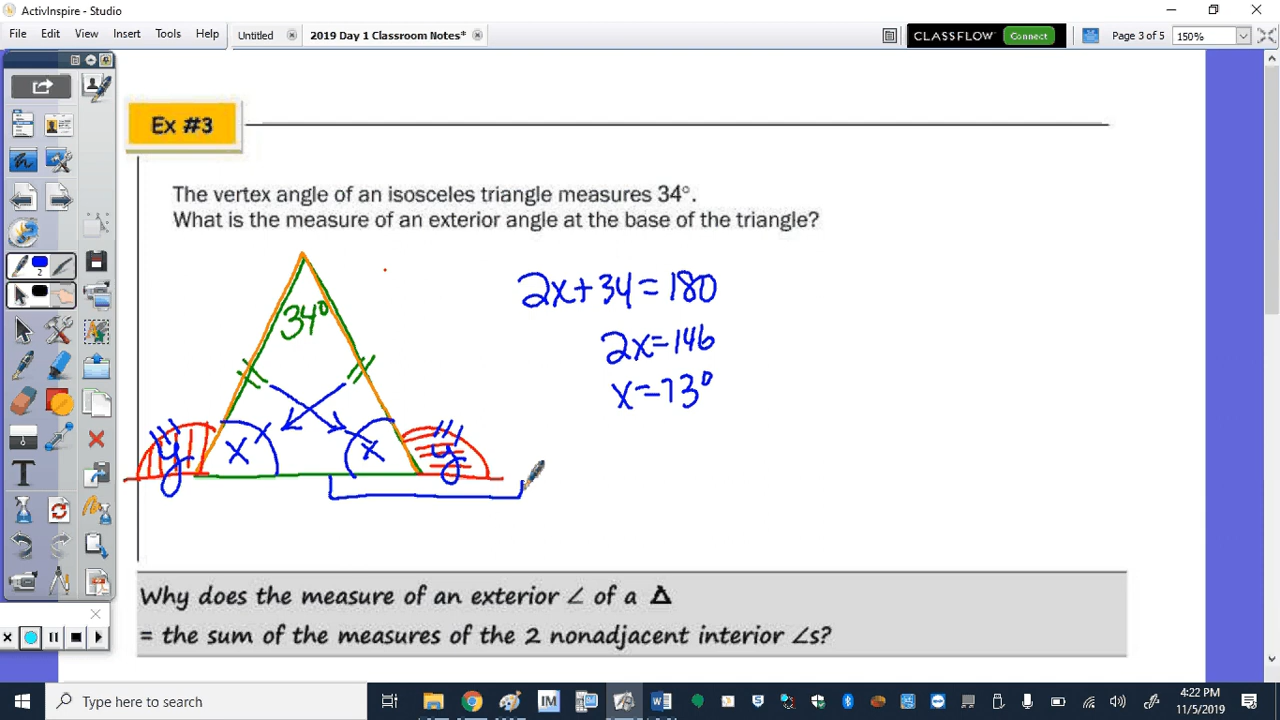 ActivInspire - Studio
File Edit View Insert Tools Help
Untitled
2019 Day 1 Classroom Notes*
CLASSFLOW Connect
Page 3 of 5
150%
Ex #3
The vertex angle of an isosceles triangle measures 34°.
What is the measure of an exterior angle at the base of the triangle?
34°
2x+34=180
2x=146
x=73°
y x x y
2
T
Why does the measure of an exterior ∠ of a Δ
= the sum of the measures of the 2 nonadjacent interior ∠s?
Type here to search
IM
4:22 PM
11/5/2019